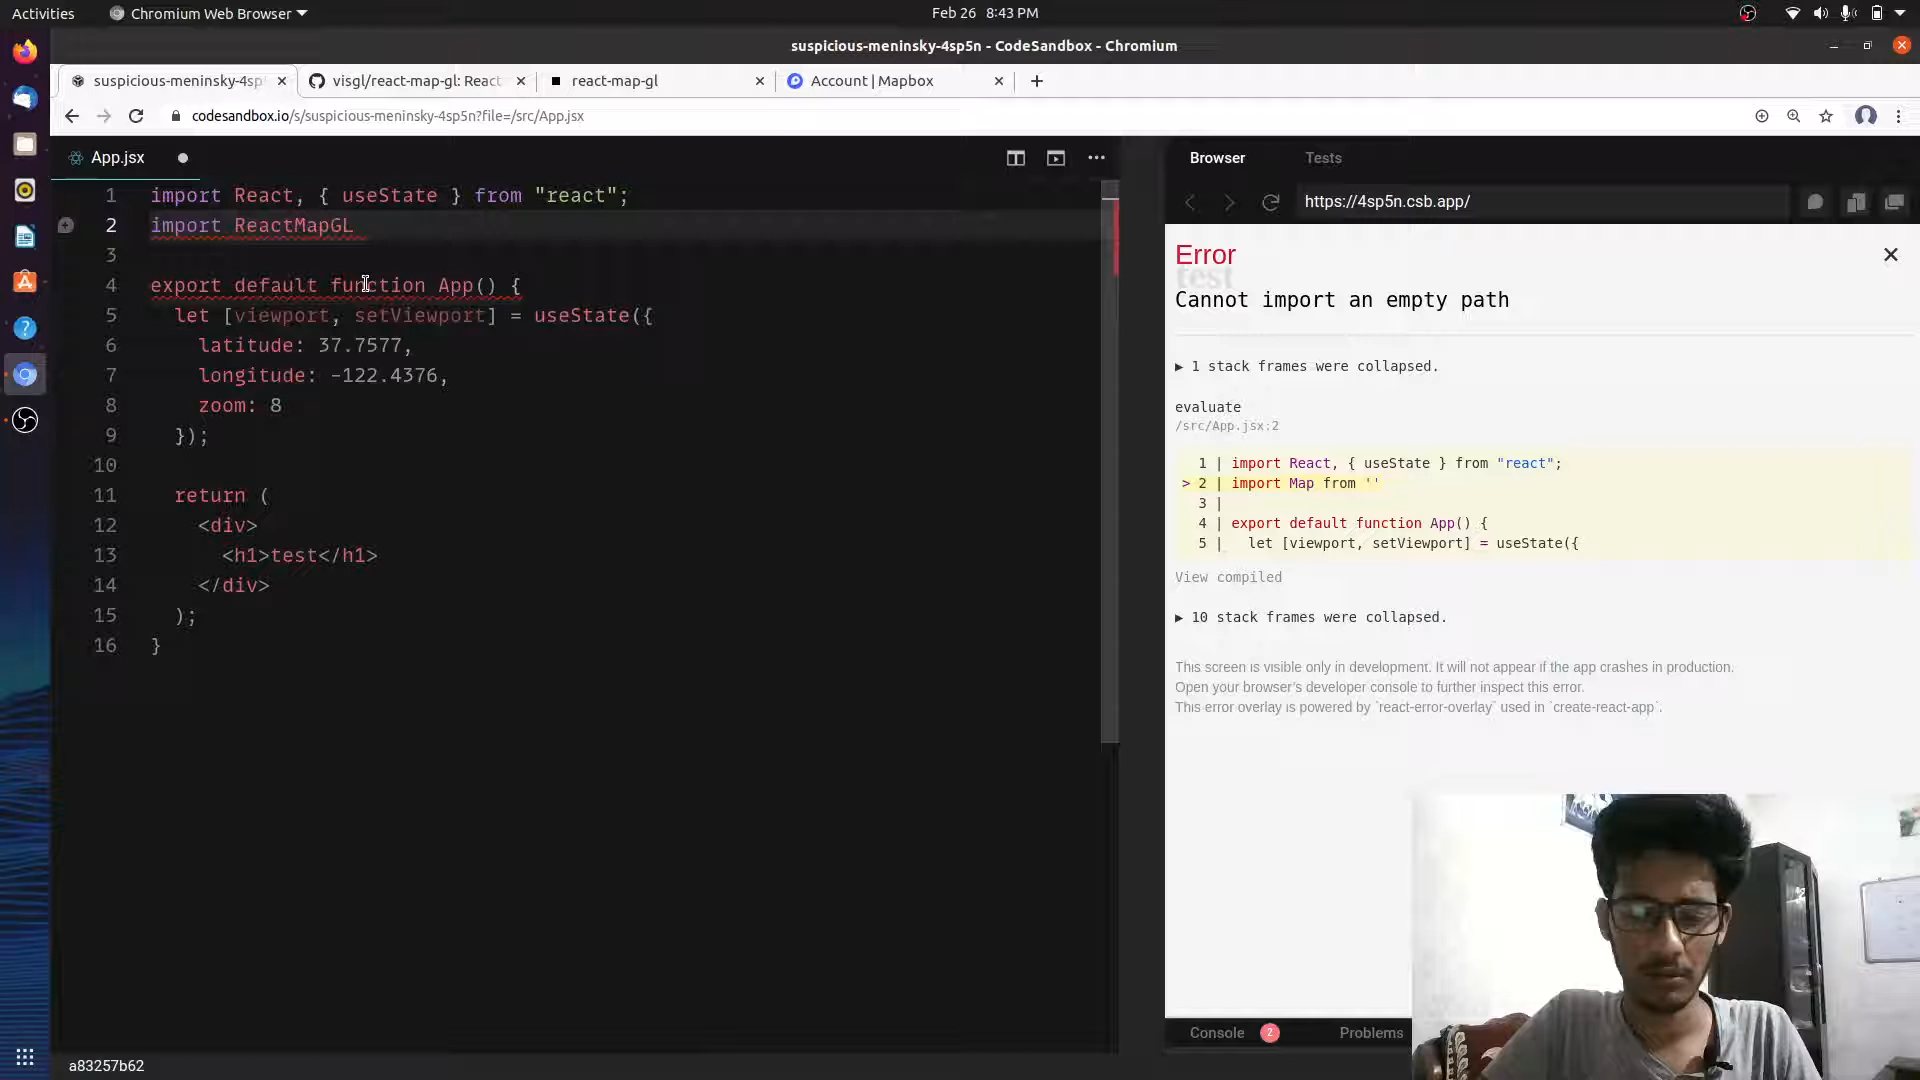 Activities
Chromium Web Browser
Feb 26 8:43 PM
suspicious-meninsky-4sp5n - CodeSandbox - Chromium
suspicious-meninsky-4sp
visgl/react-map-gl: React
react-map-gl
Account | Mapbox
codesandbox.io/s/suspicious-meninsky-4sp5n?file=/src/App.jsx
App.jsx
1 import React, { useState } from "react";
2 import ReactMapGL
3
4 export default function App() {
5 let [viewport, setViewport] = useState({
6 latitude: 37.7577,
7 longitude: -122.4376,
8 zoom: 8
9 });
10
11 return (
12 <div>
13 <h1>test</h1>
14 </div>
15 );
16 }
a83257b62
Browser
Tests
https://4sp5n.csb.app/
Error
test
Cannot import an empty path
▶ 1 stack frames were collapsed.
evaluate
/src/App.jsx:2
1 | import React, { useState } from "react";
> 2 | import Map from ''
3 |
4 | export default function App() {
5 | let [viewport, setViewport] = useState({
View compiled
▶ 10 stack frames were collapsed.
This screen is visible only in development. It will not appear if the app crashes in production.
Open your browser's developer console to further inspect this error.
This error overlay is powered by `react-error-overlay` used in `create-react-app`.
Console 2
Problems